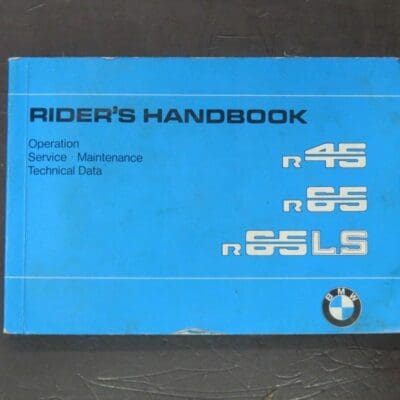 RIDER'S HANDBOOK
Operation
Service · Maintenance
Technical Data
R45
R65
R65LS
BMW